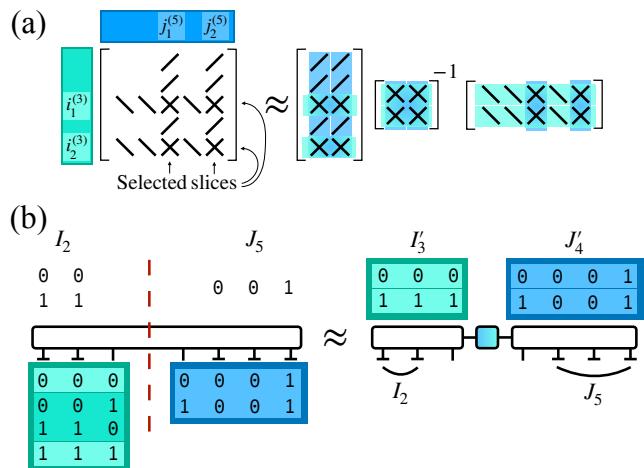 (a)
j₁⁽⁵⁾ j₂⁽⁵⁾
i₁⁽³⁾
i₂⁽³⁾
≈
−1
Selected slices
(b)
I₂ J₅
0 0
1 1
0 0 1
≈
0 0 0
0 0 1
1 1 0
1 1 1
0 0 0 1
1 0 0 1
I′₃
0 0 0
1 1 1
J′₄
0 0 0 1
1 0 0 1
I₂ J₅